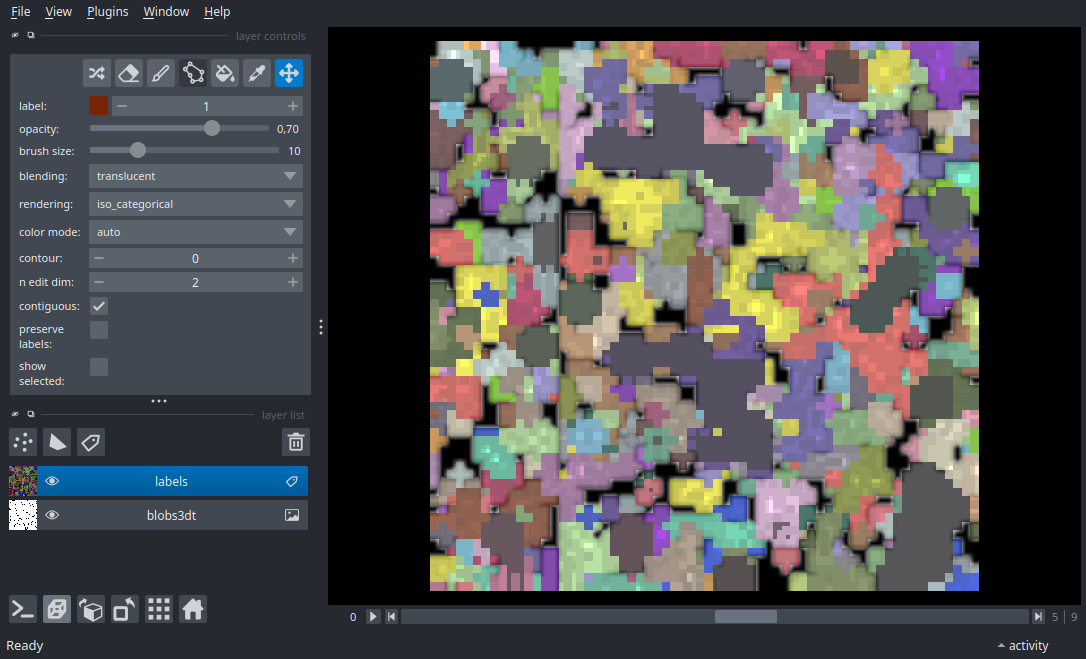 File View Plugins Window Help
layer controls
label: 1
opacity: 0,70
brush size: 10
blending: translucent
rendering: iso_categorical
color mode: auto
contour: 0
n edit dim: 2
contiguous:
preserve
labels:
show
selected:
layer list
labels
blobs3dt
0 5 | 9
Ready activity